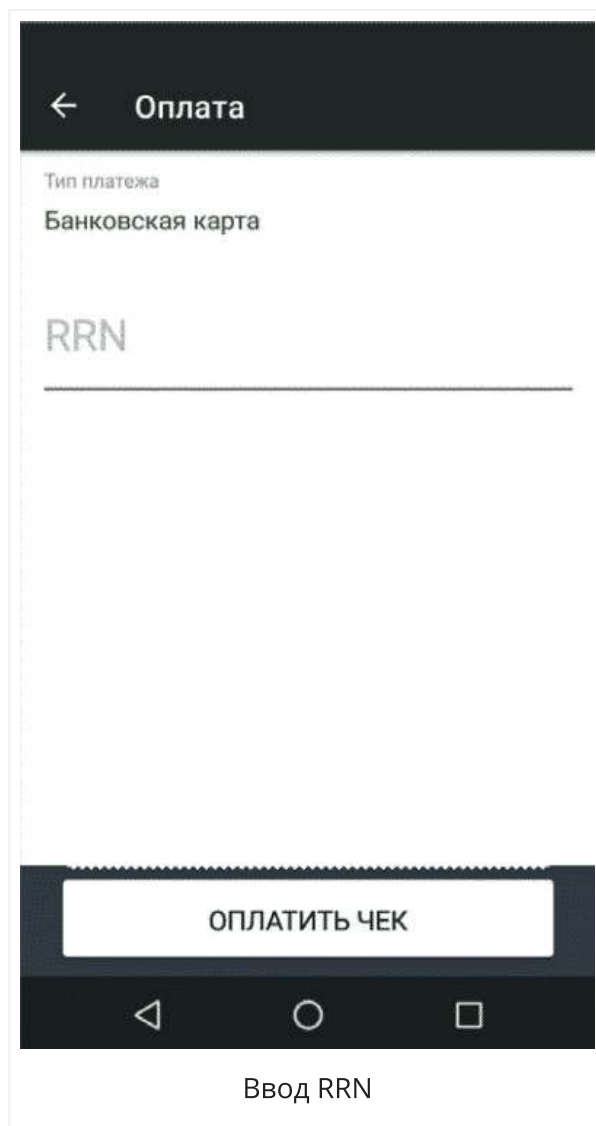 Оплата
Тип платежа
Банковская карта
RRN
ОПЛАТИТЬ ЧЕК
Ввод RRN